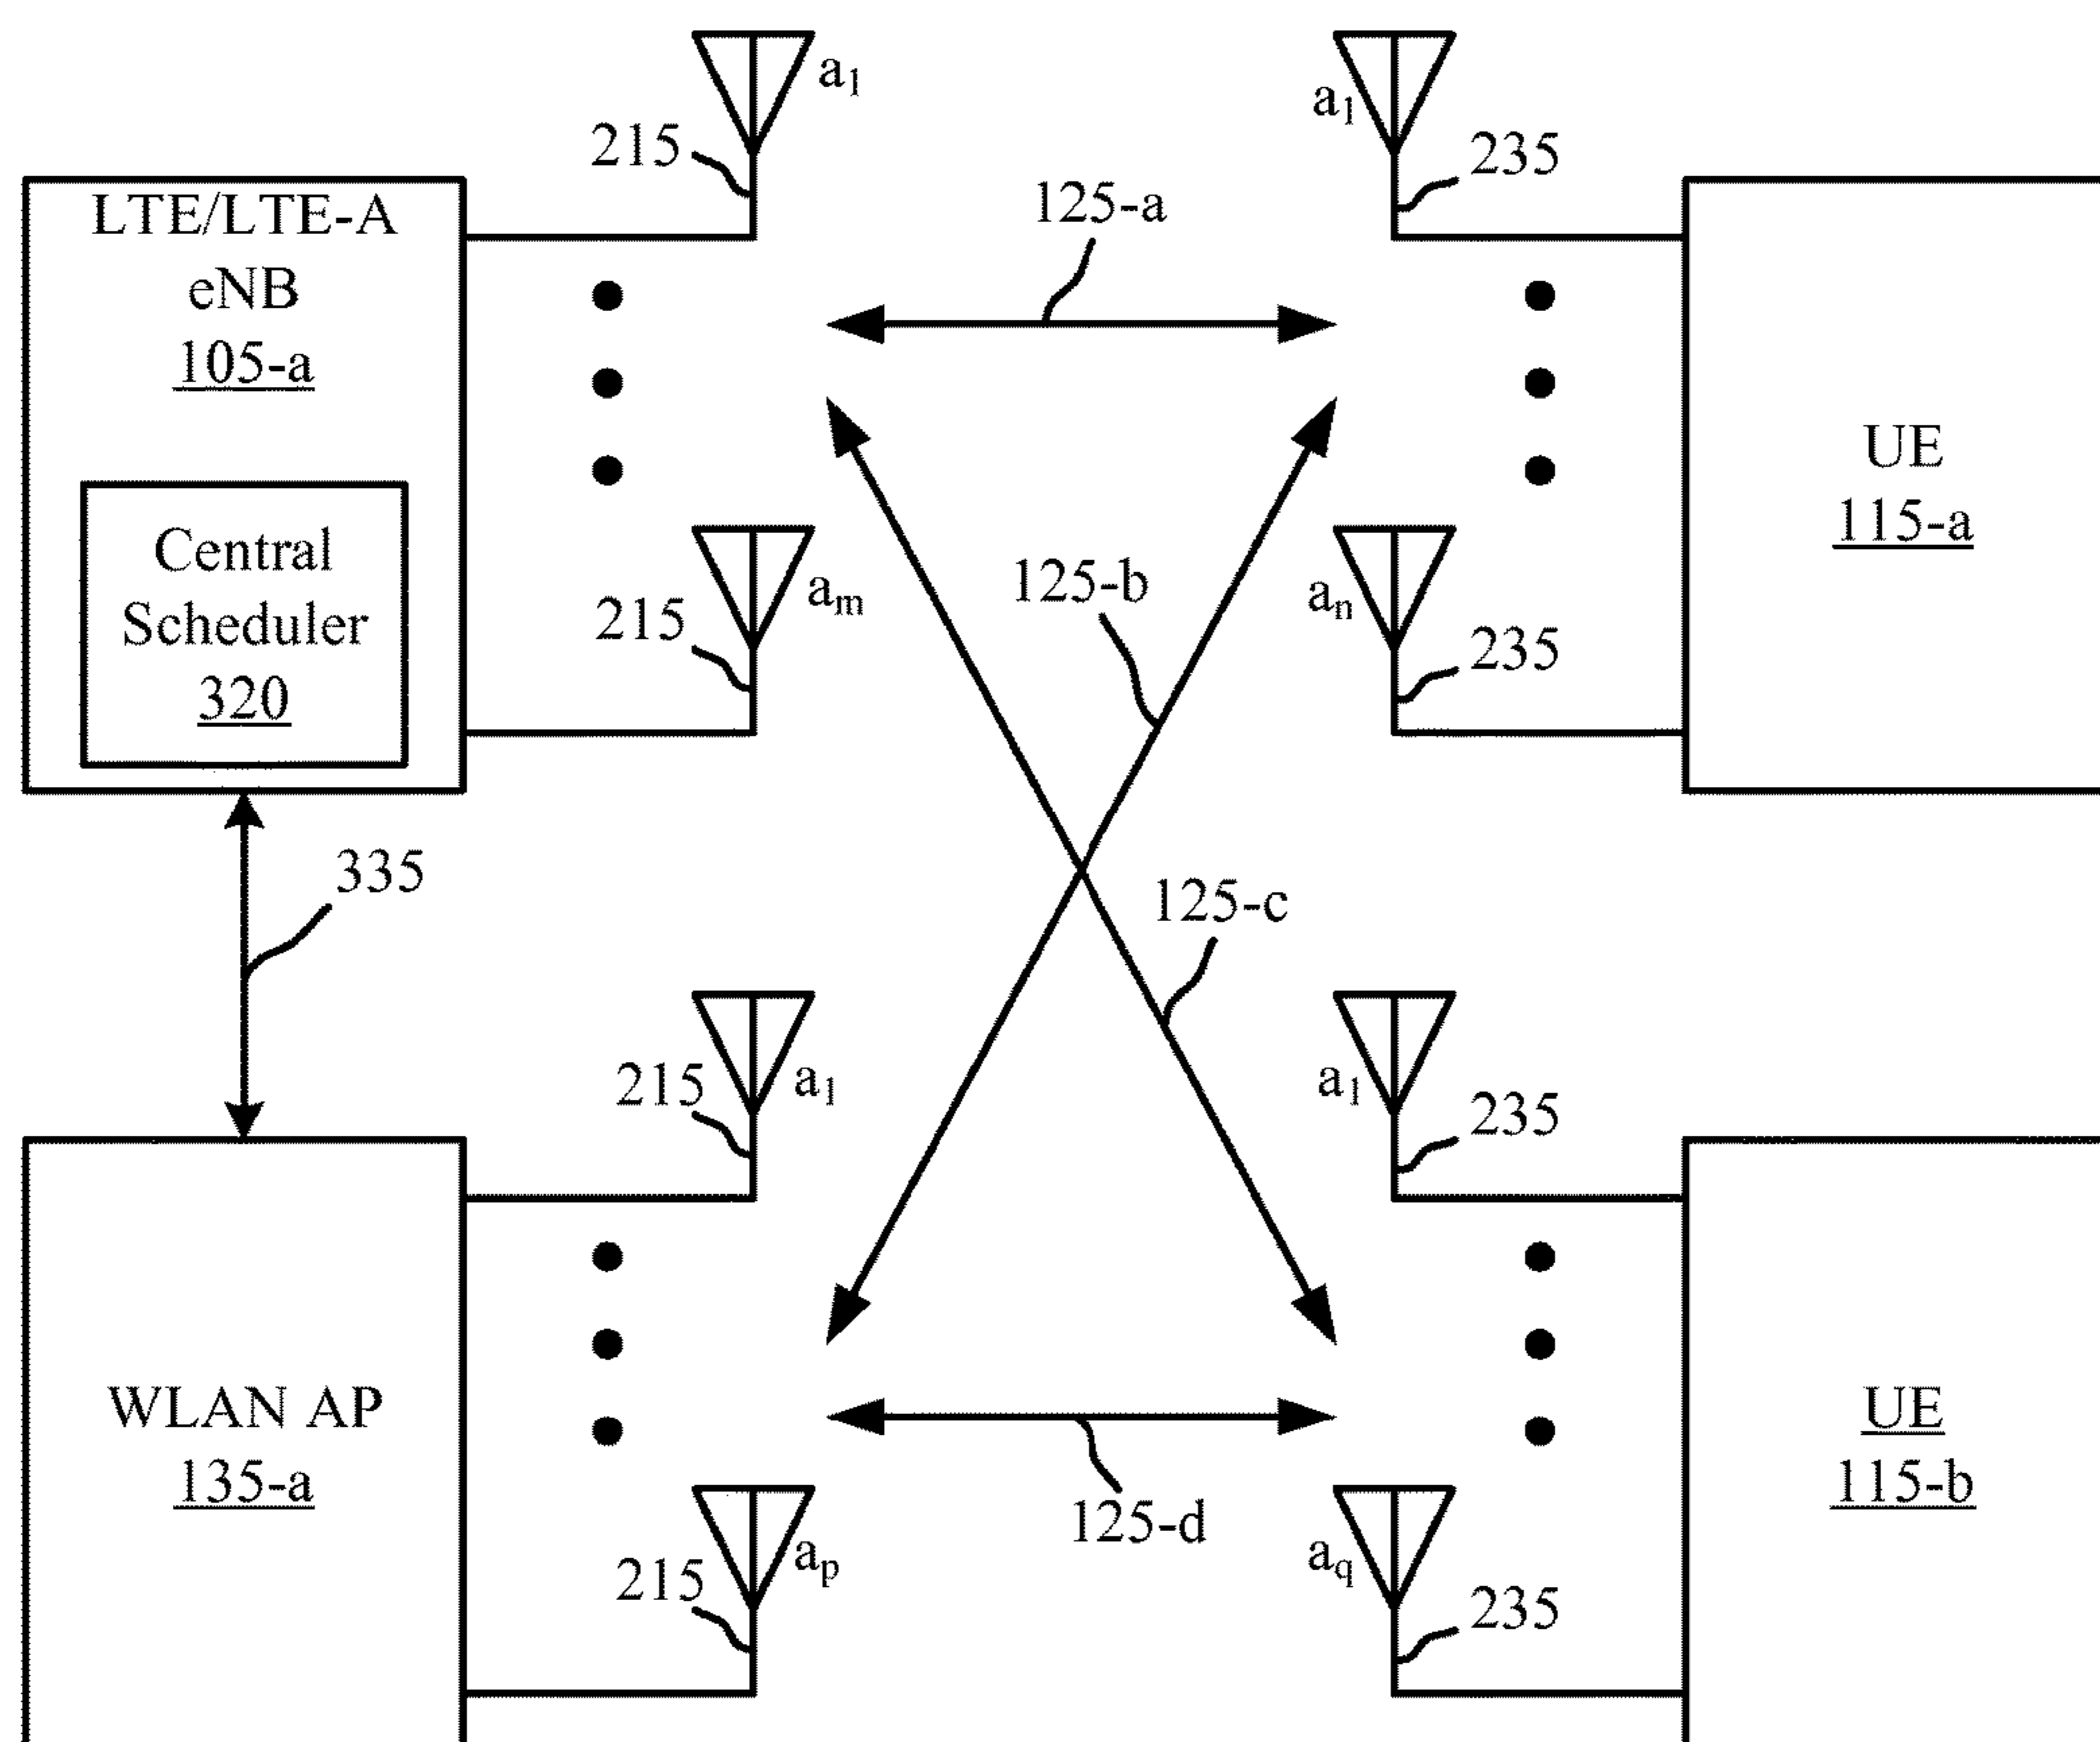 a1
a1
215
235
125-a
LTE/LTE-A
eNB
105-a
UE
115-a
Central
Scheduler
320
125-b
am
an
215
235
335
125-c
a1
a1
215
235
WLAN AP
135-a
UE
115-b
125-d
ap
aq
215
235